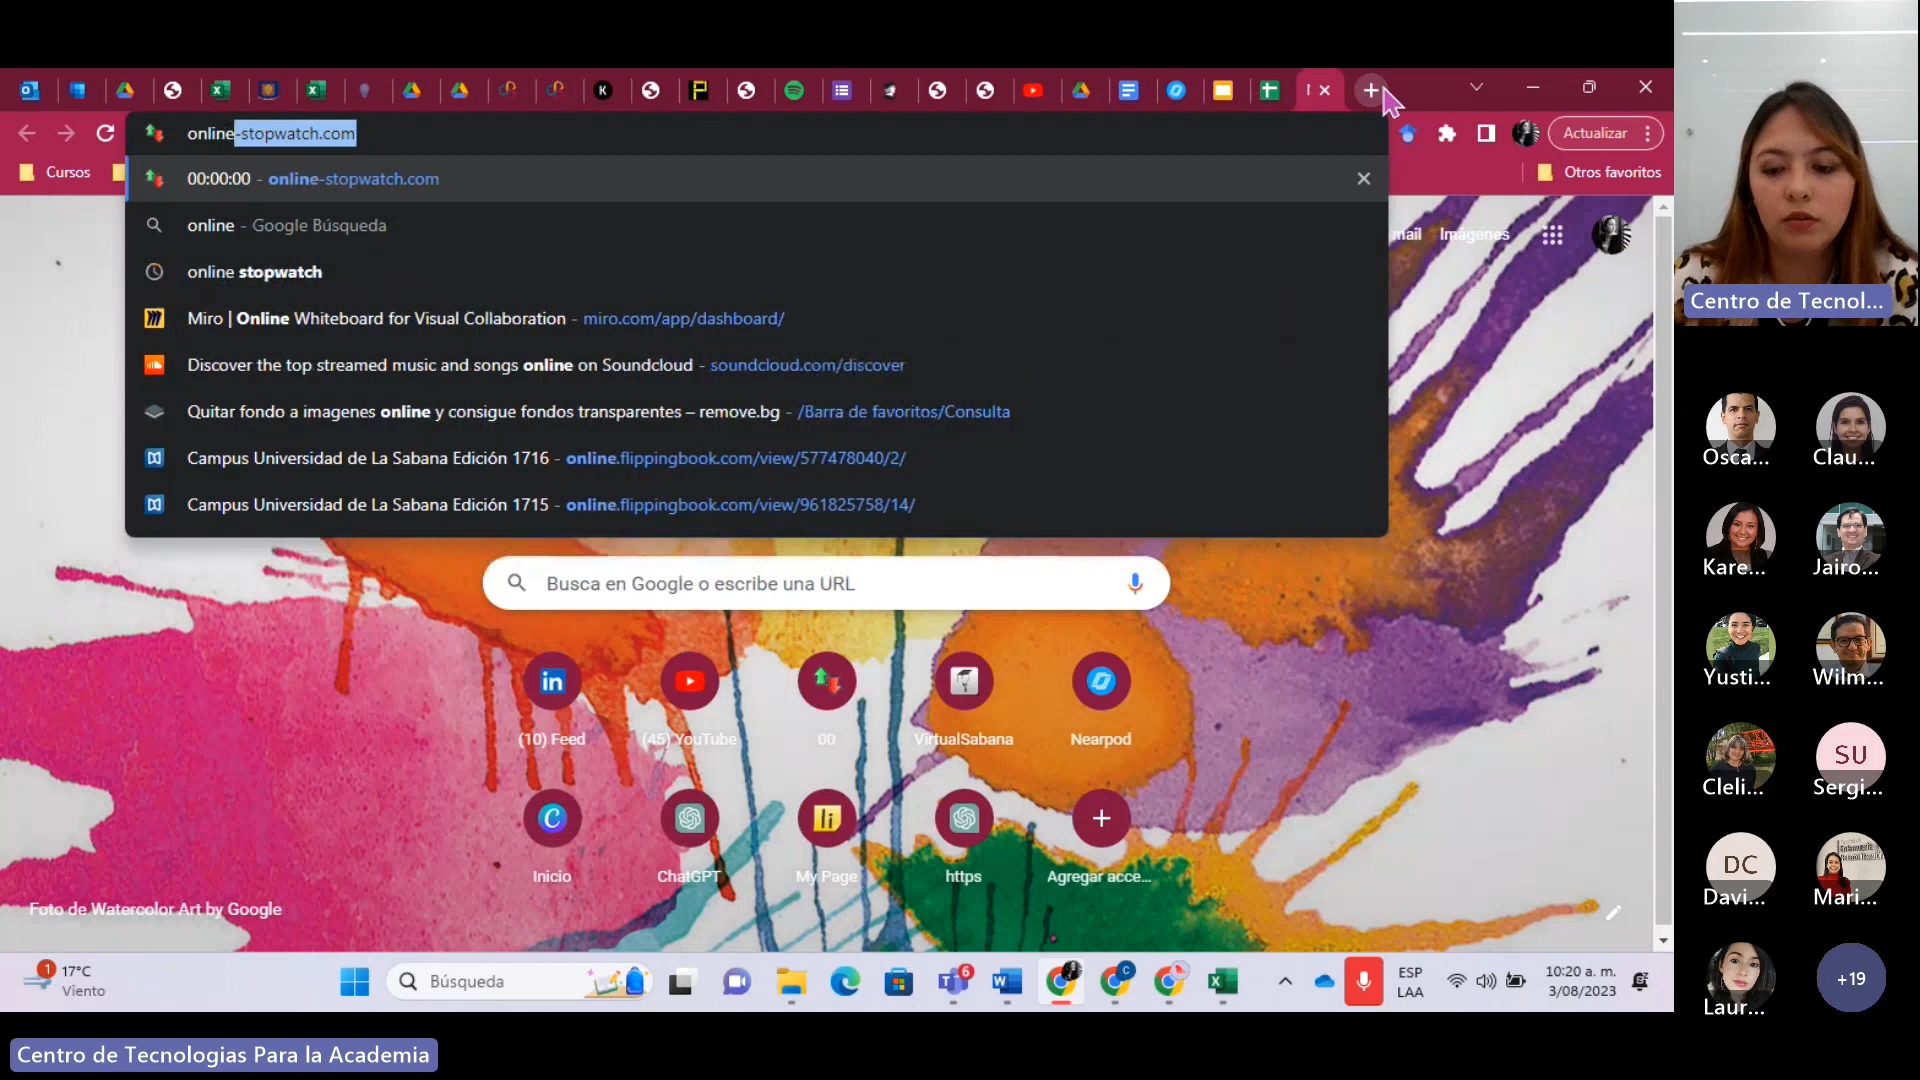 online-stopwatch.com
00:00:00 - online-stopwatch.com
online - Google Búsqueda
online stopwatch
Miro | Online Whiteboard for Visual Collaboration - miro.com/app/dashboard/
Discover the top streamed music and songs online on Soundcloud - soundcloud.com/discover
Quitar fondo a imagenes online y consigue fondos transparentes – remove.bg - /Barra de favoritos/Consulta
Campus Universidad de La Sabana Edición 1716 - online.flippingbook.com/view/577478040/2/
Campus Universidad de La Sabana Edición 1715 - online.flippingbook.com/view/961825758/14/
Actualizar
Cursos
Otros favoritos
mail Imágenes
Busca en Google o escribe una URL
(10) Feed
(45) YouTube
00
VirtualSabana
Nearpod
Inicio
ChatGPT
My Page
https
Agregar acce...
Foto de Watercolor Art by Google
1
17°C
Viento
Búsqueda
6
C
ESP
LAA
10:20 a. m.
3/08/2023
Centro de Tecnologias Para la Academia
Centro de Tecnol...
Osca...
Clau...
Kare...
Jairo...
Yusti...
Wilm...
Cleli...
SU
Sergi...
DC
Davi...
Mari...
Laur...
+19